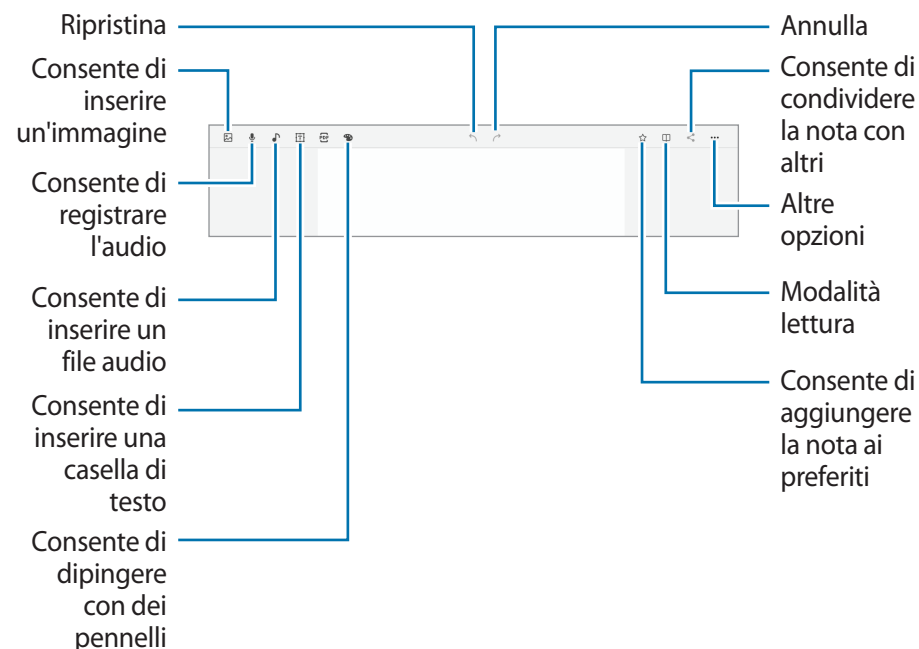 Ripristina
Consente di
inserire
un'immagine
Consente di
registrare
l'audio
Consente di
inserire un
file audio
Consente di
inserire una
casella di
testo
Consente di
dipingere
con dei
pennelli
PDF
Annulla
Consente di
condividere
la nota con
altri
Altre
opzioni
Modalità
lettura
Consente di
aggiungere
la nota ai
preferiti